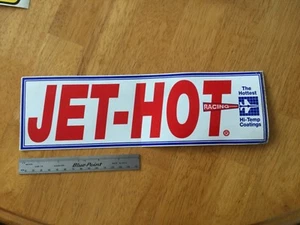 JET-HOT®
RACING
The
Hottest
Hi-Temp
Coatings
Blue-Point